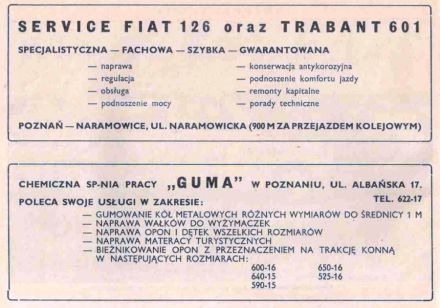 SERVICE FIAT 126 oraz TRABANT 601
SPECJALISTYCZNA — FACHOWA — SZYBKA — GWARANTOWANA
— naprawa
— regulacja
— obsługa
— podnoszenie mocy
— konserwacja antykorozyjna
— podnoszenie komfortu jazdy
— remonty kapitalne
— porady techniczne
POZNAŃ — NARAMOWICE, UL. NARAMOWICKA (900 M ZA PRZEJAZDEM KOLEJOWYM)
CHEMICZNA SP-NIA PRACY „GUMA” W POZNANIU, UL. ALBAŃSKA 17.
TEL. 622-17
POLECA SWOJE USŁUGI W ZAKRESIE:
— GUMOWANIE KÓŁ METALOWYCH RÓŻNYCH WYMIARÓW DO ŚREDNICY 1 M
— NAPRAWA WAŁKÓW DO WYŻYMACZEK
— NAPRAWA OPON I DĘTEK WSZELKICH ROZMIARÓW
— NAPRAWA MATERACY TURYSTYCZNYCH
— BIEŻNIKOWANIE OPON Z PRZEZNACZENIEM NA TRAKCJĘ KONNĄ
W NASTĘPUJĄCYCH ROZMIARACH:
600-16 650-16
640-15 525-16
590-15